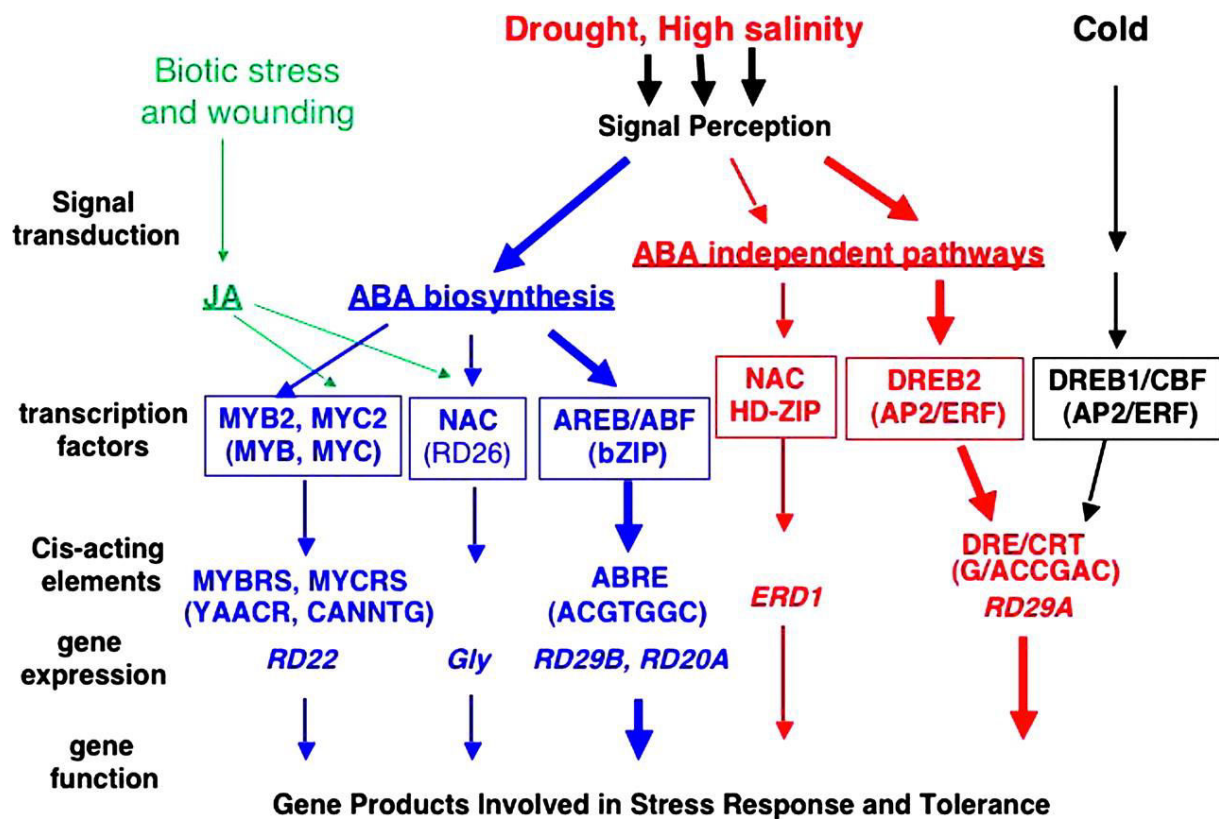 Drought, High salinity
Cold
Biotic stress
and wounding
Signal Perception
Signal
transduction
ABA independent pathways
JA
ABA biosynthesis
transcription
factors
MYB2, MYC2
(MYB, MYC)
NAC
(RD26)
AREB/ABF
(bZIP)
NAC
HD-ZIP
DREB2
(AP2/ERF)
DREB1/CBF
(AP2/ERF)
Cis-acting
elements
MYBRS, MYCRS
(YAACR, CANNTG)
ABRE
(ACGTGGC)
ERD1
DRE/CRT
(G/ACCGAC)
RD29A
gene
expression
RD22
Gly
RD29B, RD20A
gene
function
Gene Products Involved in Stress Response and Tolerance